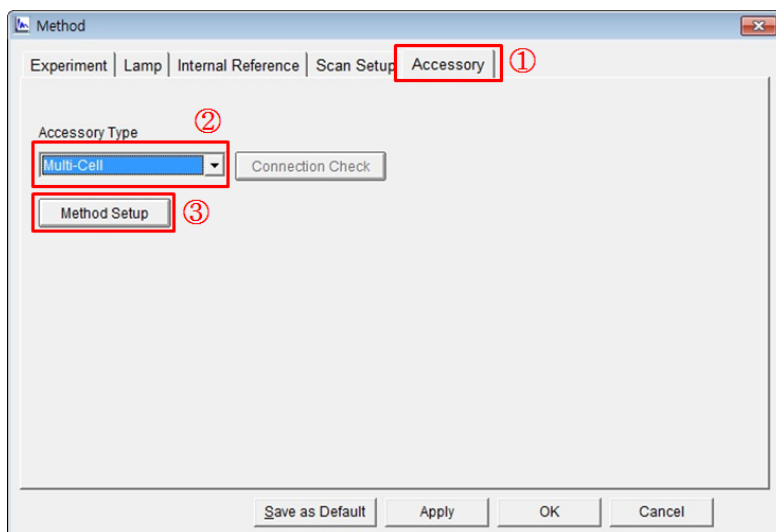 Method
Experiment Lamp Internal Reference Scan Setup Accessory ①
②
Accessory Type
Multi-Cell Connection Check
Method Setup ③
Save as Default Apply OK Cancel